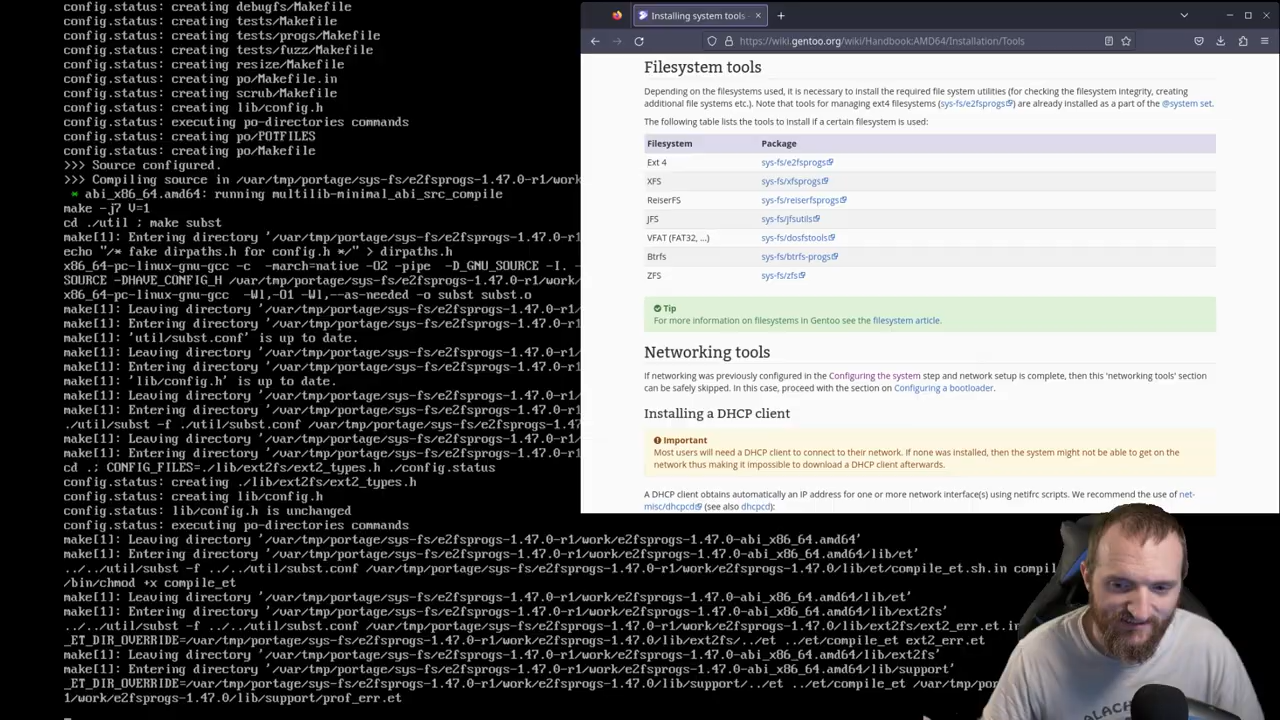 config.status: creating debugfs/Makefile
config.status: creating tests/Makefile
config.status: creating tests/progs/Makefile
config.status: creating tests/fuzz/Makefile
config.status: creating resize/Makefile
config.status: creating po/Makefile.in
config.status: creating scrub/Makefile
config.status: creating lib/config.h
config.status: executing po-directories commands
config.status: creating po/POTFILES
config.status: creating po/Makefile
>>> Source configured.
>>> Compiling source in /var/tmp/portage/sys-fs/e2fsprogs-1.47.0-r1/work
* abi_x86_64.amd64: running multilib-minimal_abi_src_compile
make -j7 V=1
cd ./util ; make subst
make[1]: Entering directory '/var/tmp/portage/sys-fs/e2fsprogs-1.47.0-r1
echo "/* fake dirpaths.h for config.h */" > dirpaths.h
x86_64-pc-linux-gnu-gcc -c -march=native -O2 -pipe -D_GNU_SOURCE -I. -
SOURCE -DHAVE_CONFIG_H /var/tmp/portage/sys-fs/e2fsprogs-1.47.0-r1/work/
x86_64-pc-linux-gnu-gcc -Wl,-O1 -Wl,--as-needed -o subst subst.o
make[1]: Leaving directory '/var/tmp/portage/sys-fs/e2fsprogs-1.47.0-r1/
make[1]: Entering directory '/var/tmp/portage/sys-fs/e2fsprogs-1.47.0-r1
make[1]: 'util/subst.conf' is up to date.
make[1]: Leaving directory '/var/tmp/portage/sys-fs/e2fsprogs-1.47.0-r1/
make[1]: Entering directory '/var/tmp/portage/sys-fs/e2fsprogs-1.47.0-r1
make[1]: 'lib/config.h' is up to date.
make[1]: Leaving directory '/var/tmp/portage/sys-fs/e2fsprogs-1.47.0-r1/
make[1]: Entering directory '/var/tmp/portage/sys-fs/e2fsprogs-1.47.0-r1
./util/subst -f ./util/subst.conf /var/tmp/portage/sys-fs/e2fsprogs-1.47
make[1]: Leaving directory '/var/tmp/portage/sys-fs/e2fsprogs-1.47.0-r1/
make[1]: Entering directory '/var/tmp/portage/sys-fs/e2fsprogs-1.47.0-r1
cd .; CONFIG_FILES=./lib/ext2fs/ext2_types.h ./config.status
config.status: creating ./lib/ext2fs/ext2_types.h
config.status: creating lib/config.h
config.status: lib/config.h is unchanged
config.status: executing po-directories commands
make[1]: Leaving directory '/var/tmp/portage/sys-fs/e2fsprogs-1.47.0-r1/work/e2fsprogs-1.47.0-abi_x86_64.amd64'
make[1]: Entering directory '/var/tmp/portage/sys-fs/e2fsprogs-1.47.0-r1/work/e2fsprogs-1.47.0-abi_x86_64.amd64/lib/et'
../../util/subst -f ../../util/subst.conf /var/tmp/portage/sys-fs/e2fsprogs-1.47.0-r1/work/e2fsprogs-1.47.0/lib/et/compile_et.sh.in compil
/bin/chmod +x compile_et
make[1]: Leaving directory '/var/tmp/portage/sys-fs/e2fsprogs-1.47.0-r1/work/e2fsprogs-1.47.0-abi_x86_64.amd64/lib/et'
make[1]: Entering directory '/var/tmp/portage/sys-fs/e2fsprogs-1.47.0-r1/work/e2fsprogs-1.47.0-abi_x86_64.amd64/lib/ext2fs'
../../util/subst -f ../../util/subst.conf /var/tmp/portage/sys-fs/e2fsprogs-1.47.0-r1/work/e2fsprogs-1.47.0/lib/ext2fs/ext2_err.et.in
_ET_DIR_OVERRIDE=/var/tmp/portage/sys-fs/e2fsprogs-1.47.0-r1/work/e2fsprogs-1.47.0/lib/ext2fs/../et ../et/compile_et ext2_err.et
make[1]: Leaving directory '/var/tmp/portage/sys-fs/e2fsprogs-1.47.0-r1/work/e2fsprogs-1.47.0-abi_x86_64.amd64/lib/ext2fs'
make[1]: Entering directory '/var/tmp/portage/sys-fs/e2fsprogs-1.47.0-r1/work/e2fsprogs-1.47.0-abi_x86_64.amd64/lib/support'
_ET_DIR_OVERRIDE=/var/tmp/portage/sys-fs/e2fsprogs-1.47.0-r1/work/e2fsprogs-1.47.0/lib/support/../et ../et/compile_et /var/tmp/por
1/work/e2fsprogs-1.47.0/lib/support/prof_err.et
Installing system tools -
https://wiki.gentoo.org/wiki/Handbook:AMD64/Installation/Tools
Filesystem tools
Depending on the filesystems used, it is necessary to install the required file system utilities (for checking the filesystem integrity, creating
additional file systems etc.). Note that tools for managing ext4 filesystems (sys-fs/e2fsprogs) are already installed as a part of the @system set.
The following table lists the tools to install if a certain filesystem is used:
Filesystem Package
Ext 4 sys-fs/e2fsprogs
XFS sys-fs/xfsprogs
ReiserFS sys-fs/reiserfsprogs
JFS sys-fs/jfsutils
VFAT (FAT32, ...) sys-fs/dosfstools
Btrfs sys-fs/btrfs-progs
ZFS sys-fs/zfs
Tip
For more information on filesystems in Gentoo see the filesystem article.
Networking tools
If networking was previously configured in the Configuring the system step and network setup is complete, then this 'networking tools' section
can be safely skipped. In this case, proceed with the section on Configuring a bootloader.
Installing a DHCP client
Important
Most users will need a DHCP client to connect to their network. If none was installed, then the system might not be able to get on the
network thus making it impossible to download a DHCP client afterwards.
A DHCP client obtains automatically an IP address for one or more network interface(s) using netifrc scripts. We recommend the use of net-
misc/dhcpcd (see also dhcpcd):